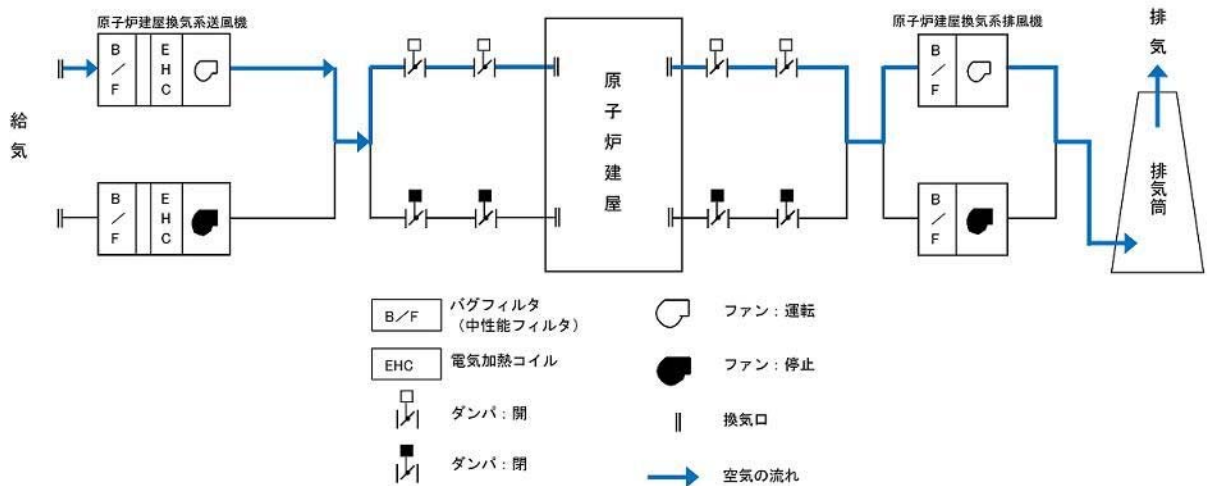 原子炉建屋換気系送風機
原子炉建屋換気系排風機
排気
給気
B/F
EHC
B/F
EHC
原子炉建屋
B/F
B/F
排気筒
B/F
バグフィルタ
(中性能フィルタ)
EHC
電気加熱コイル
ダンパ:開
ダンパ:閉
ファン:運転
ファン:停止
換気口
空気の流れ